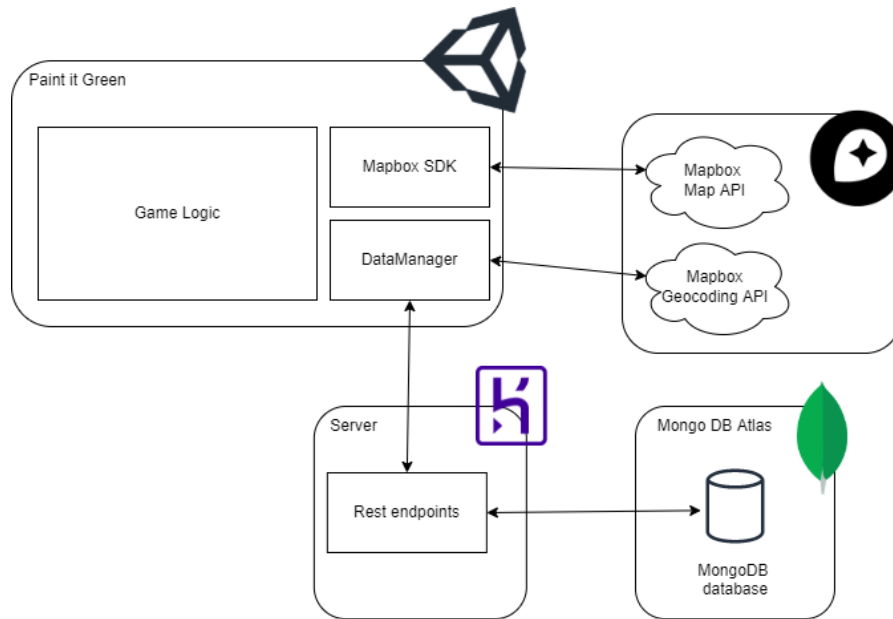 Paint it Green
Game Logic
Mapbox SDK
DataManager
Mapbox
Map API
Mapbox
Geocoding API
Server
Rest endpoints
Mongo DB Atlas
MongoDB
database